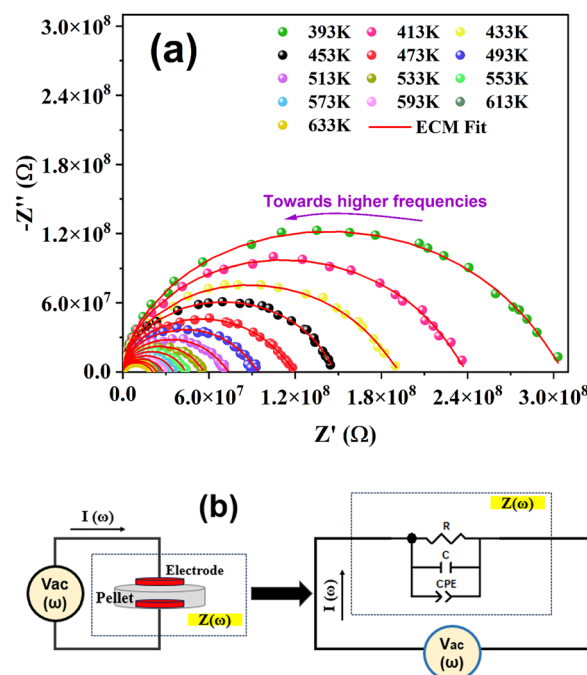 (a)
393K 413K 433K
453K 473K 493K
513K 533K 553K
573K 593K 613K
633K ECM Fit
Towards higher frequencies
3.0×10⁸
2.4×10⁸
1.8×10⁸
1.2×10⁸
6.0×10⁷
0.0
-Z'' (Ω)
0.0 6.0×10⁷ 1.2×10⁸ 1.8×10⁸ 2.4×10⁸ 3.0×10⁸
Z' (Ω)
(b)
I (ω)
Vac
(ω)
Electrode
Pellet
Z(ω)
Z(ω)
R
C
CPE
I (ω)
Vac
(ω)